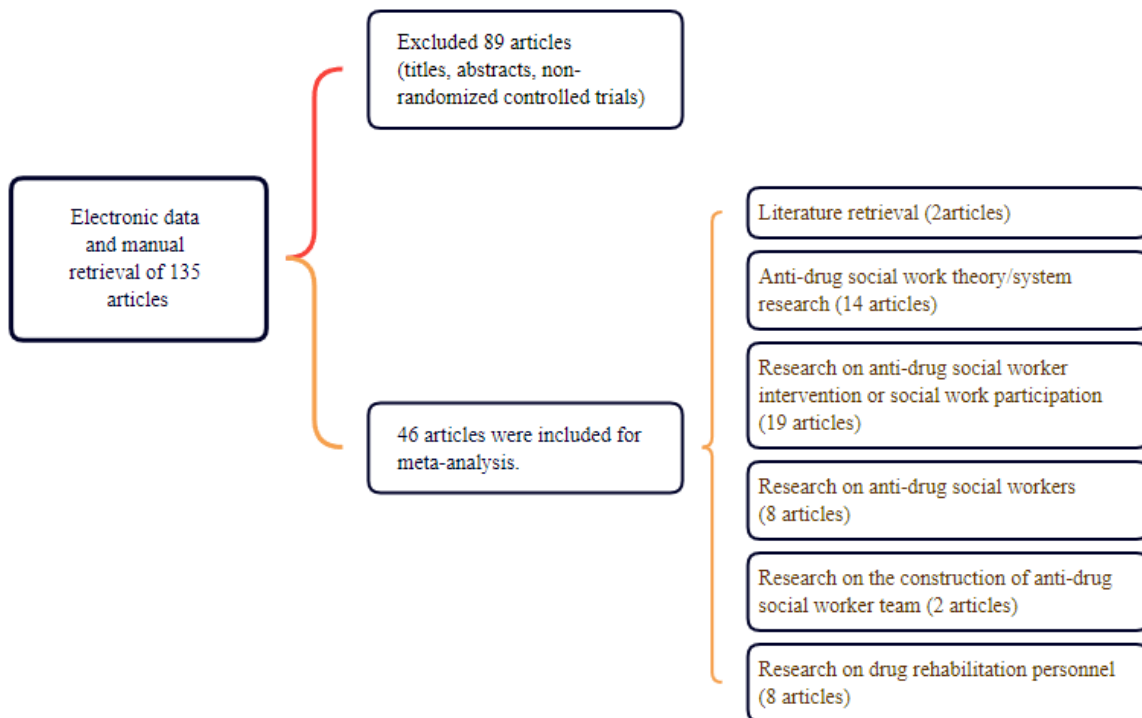 Electronic data
and manual
retrieval of 135
articles
Excluded 89 articles
(titles, abstracts, non-
randomized controlled trials)
46 articles were included for
meta-analysis.
Literature retrieval (2articles)
Anti-drug social work theory/system
research (14 articles)
Research on anti-drug social worker
intervention or social work participation
(19 articles)
Research on anti-drug social workers
(8 articles)
Research on the construction of anti-drug
social worker team (2 articles)
Research on drug rehabilitation personnel
(8 articles)